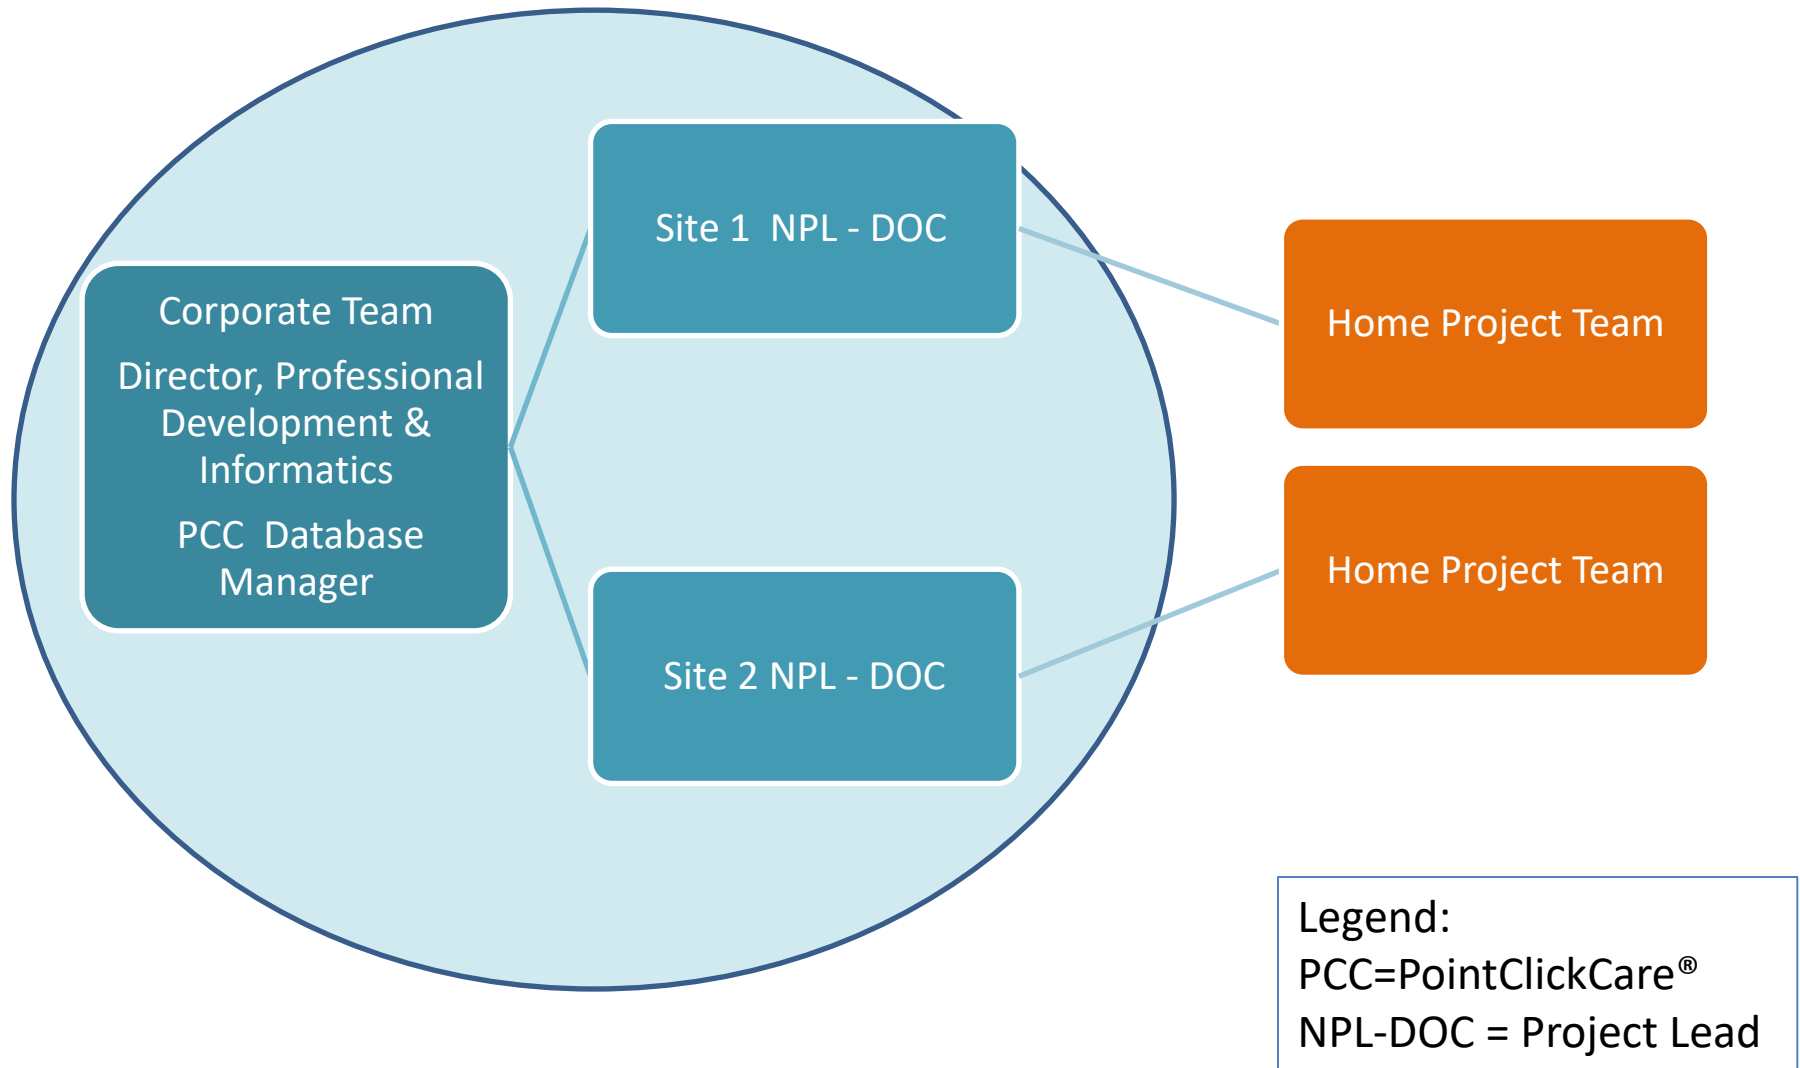 Site 1  NPL - DOC
Corporate Team
Director, Professional
Development &
Informatics
PCC  Database
Manager
Site 2 NPL - DOC
Home Project Team
Home Project Team
Legend:
PCC=PointClickCare®
NPL-DOC = Project Lead